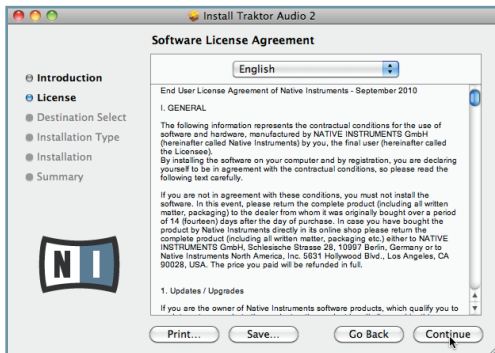 Install Traktor Audio 2
Software License Agreement
English
Introduction
License
Destination Select
Installation Type
Installation
Summary
End User License Agreement of Native Instruments - September 2010
I. GENERAL
The following information represents the contractual conditions for the use of
software and hardware, manufactured by NATIVE INSTRUMENTS GmbH
(hereinafter called Native Instruments) by you, the final user (hereinafter called
the Licensee).
By installing the software on your computer and by registration, you are declaring
yourself to be in agreement with the contractual conditions, so please read the
following text carefully.
If you are not in agreement with these conditions, you must not install the
software. In this event, please return the complete product (including all written
matter, packaging) to the dealer from whom it was originally bought over a period
of 14 (fourteen) days after the day of purchase. In case you have bought the
product by Native Instruments directly in its online shop please return the
complete product (including all written matter, packaging etc.) either to NATIVE
INSTRUMENTS GmbH, Schlesische Strasse 28, 10997 Berlin, Germany or to
Native Instruments North America, Inc. 5631 Hollywood Blvd., Los Angeles, CA
90028, USA. The price you paid will be refunded in full.
1. Updates / Upgrades
If you are the owner of Native Instruments software products, which qualify you to
NI
Print...
Save...
Go Back
Continue